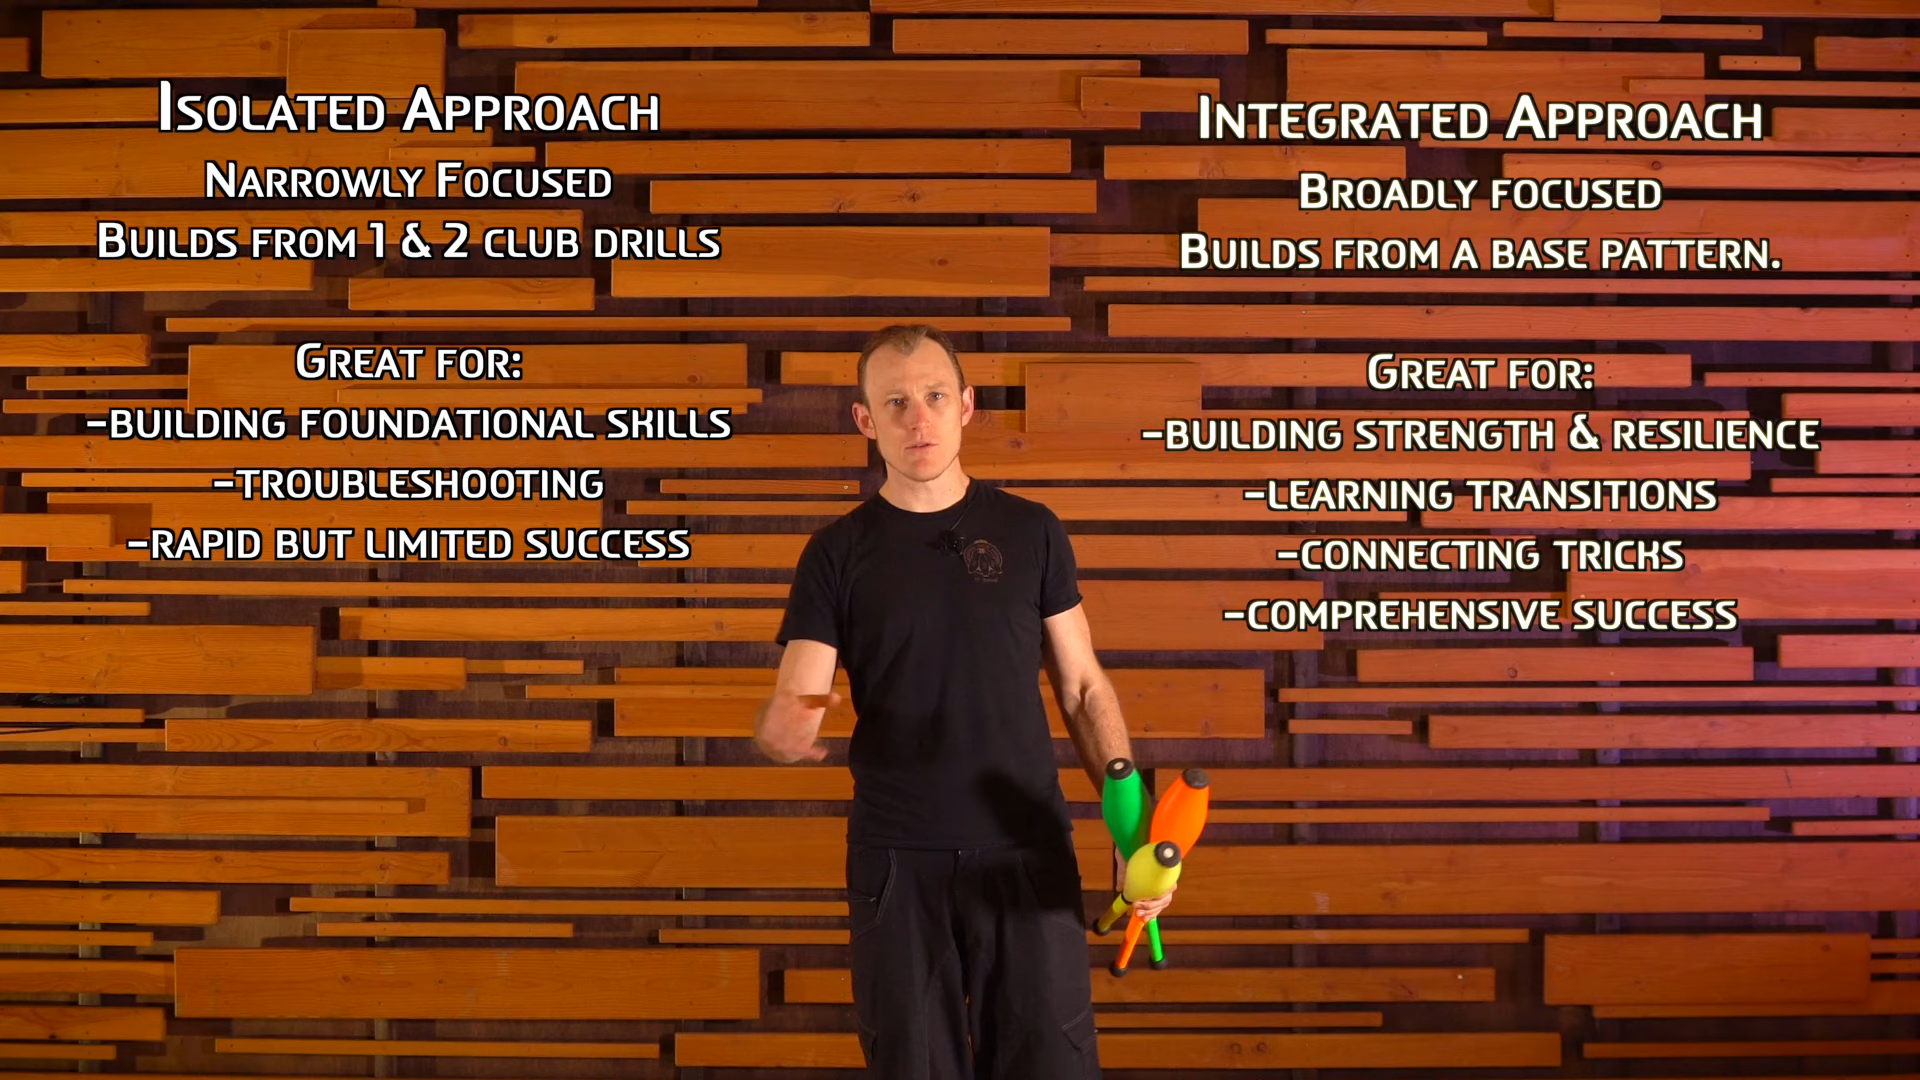 Isolated Approach
Narrowly Focused
Builds from 1 & 2 club drills
Great for:
-building foundational skills
-troubleshooting
-rapid but limited success
Integrated Approach
Broadly focused
Builds from a base pattern.
Great for:
-building strength & resilience
-learning transitions
-connecting tricks
-comprehensive success